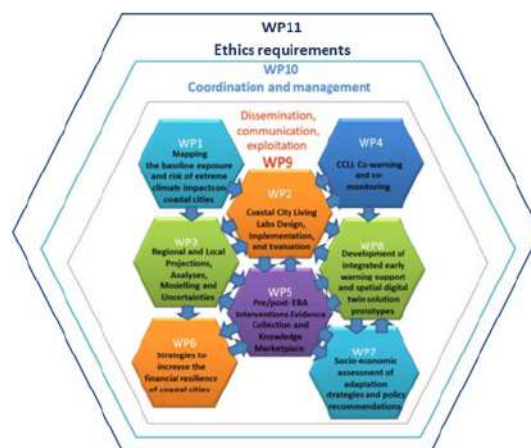 WP11
Ethics requirements
WP10
Coordination and management
Dissemination,
communication,
exploitation
WP9
WP1
Mapping
the baseline exposure
and risk of extreme
climate impacts on
coastal cities
WP4
CCLL Co-warning
and co-
monitoring
WP2
Coastal City Living
Labs Design,
Implementation,
and Evaluation
WP3
Regional and Local
Projections,
Analyses,
Modelling and
Uncertainties
WP8
Development of
integrated early
warning support
and spatial digital
twin solution
prototypes
WP5
Pre/post- EBA
Interventions Evidence
Collection and
Knowledge
Marketplace
WP6
Strategies to
increase the
financial resilience
of coastal cities
WP7
Socio-economic
assessment of
adaptation
strategies and policy
recommendations